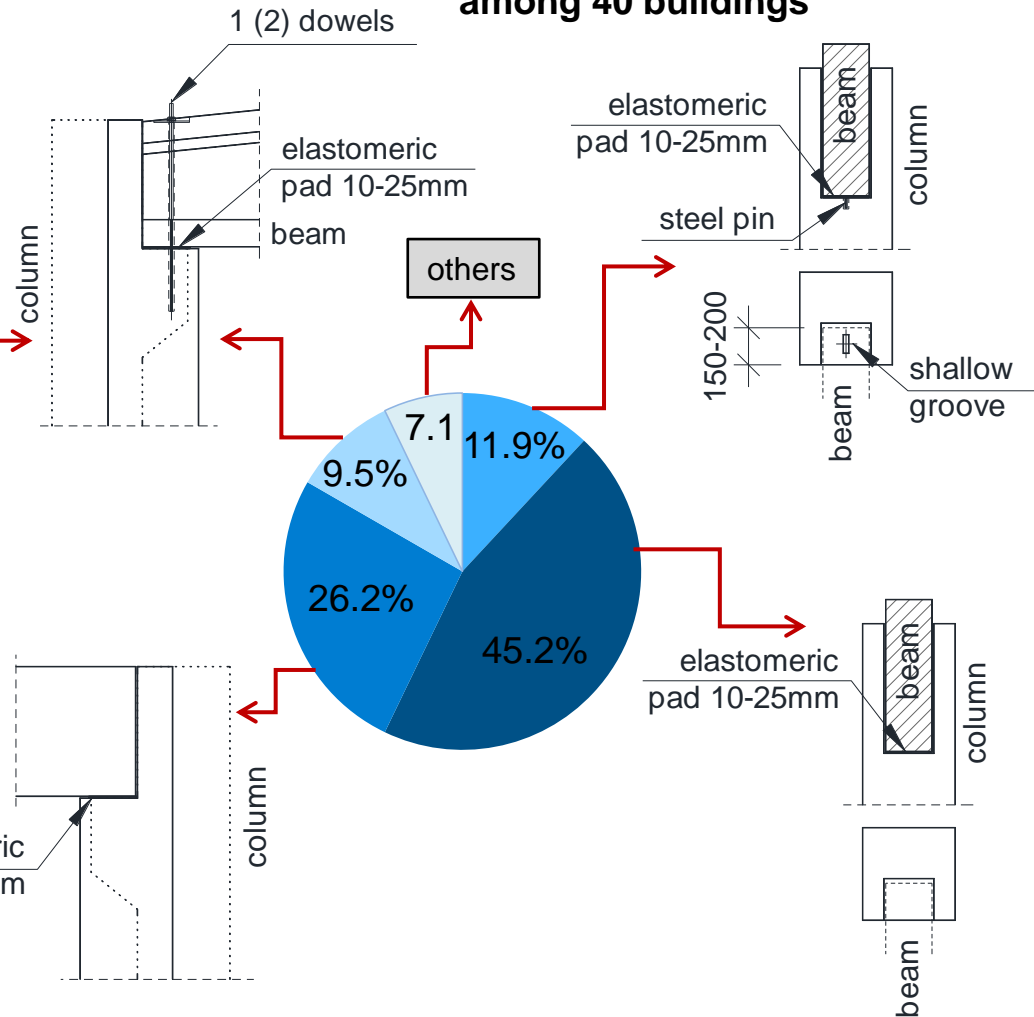 among 40 buildings
1 (2) dowels
elastomeric
pad 10-25mm
beam
column
others
elastomeric
pad 10-25mm
steel pin
beam
column
150-200
shallow
groove
beam
7.1
11.9%
9.5%
26.2%
45.2%
elastomeric
pad 10-25mm
beam
column
beam
column
ric
m